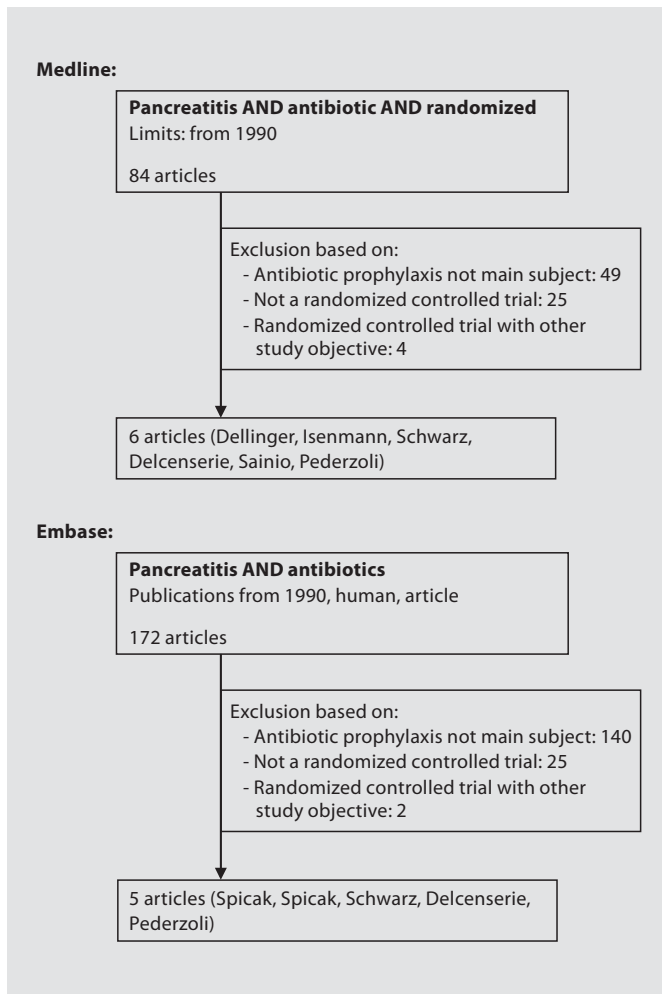 Medline:
Pancreatitis AND antibiotic AND randomized
Limits: from 1990
84 articles
Exclusion based on:
- Antibiotic prophylaxis not main subject: 49
- Not a randomized controlled trial: 25
- Randomized controlled trial with other
study objective: 4
6 articles (Dellinger, Isenmann, Schwarz,
Delcenserie, Sainio, Pederzoli)
Embase:
Pancreatitis AND antibiotics
Publications from 1990, human, article
172 articles
Exclusion based on:
- Antibiotic prophylaxis not main subject: 140
- Not a randomized controlled trial: 25
- Randomized controlled trial with other
study objective: 2
5 articles (Spicak, Spicak, Schwarz, Delcenserie,
Pederzoli)